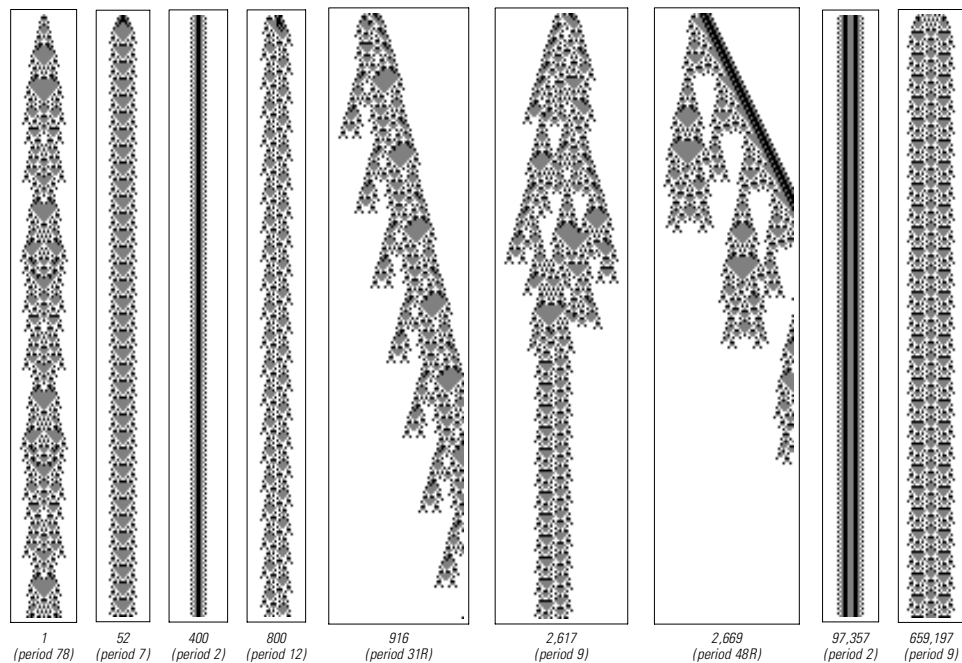 1
(period 78)
52
(period 7)
400
(period 2)
800
(period 12)
916
(period 31R)
2,617
(period 9)
2,669
(period 48R)
97,357
(period 2)
659,197
(period 9)